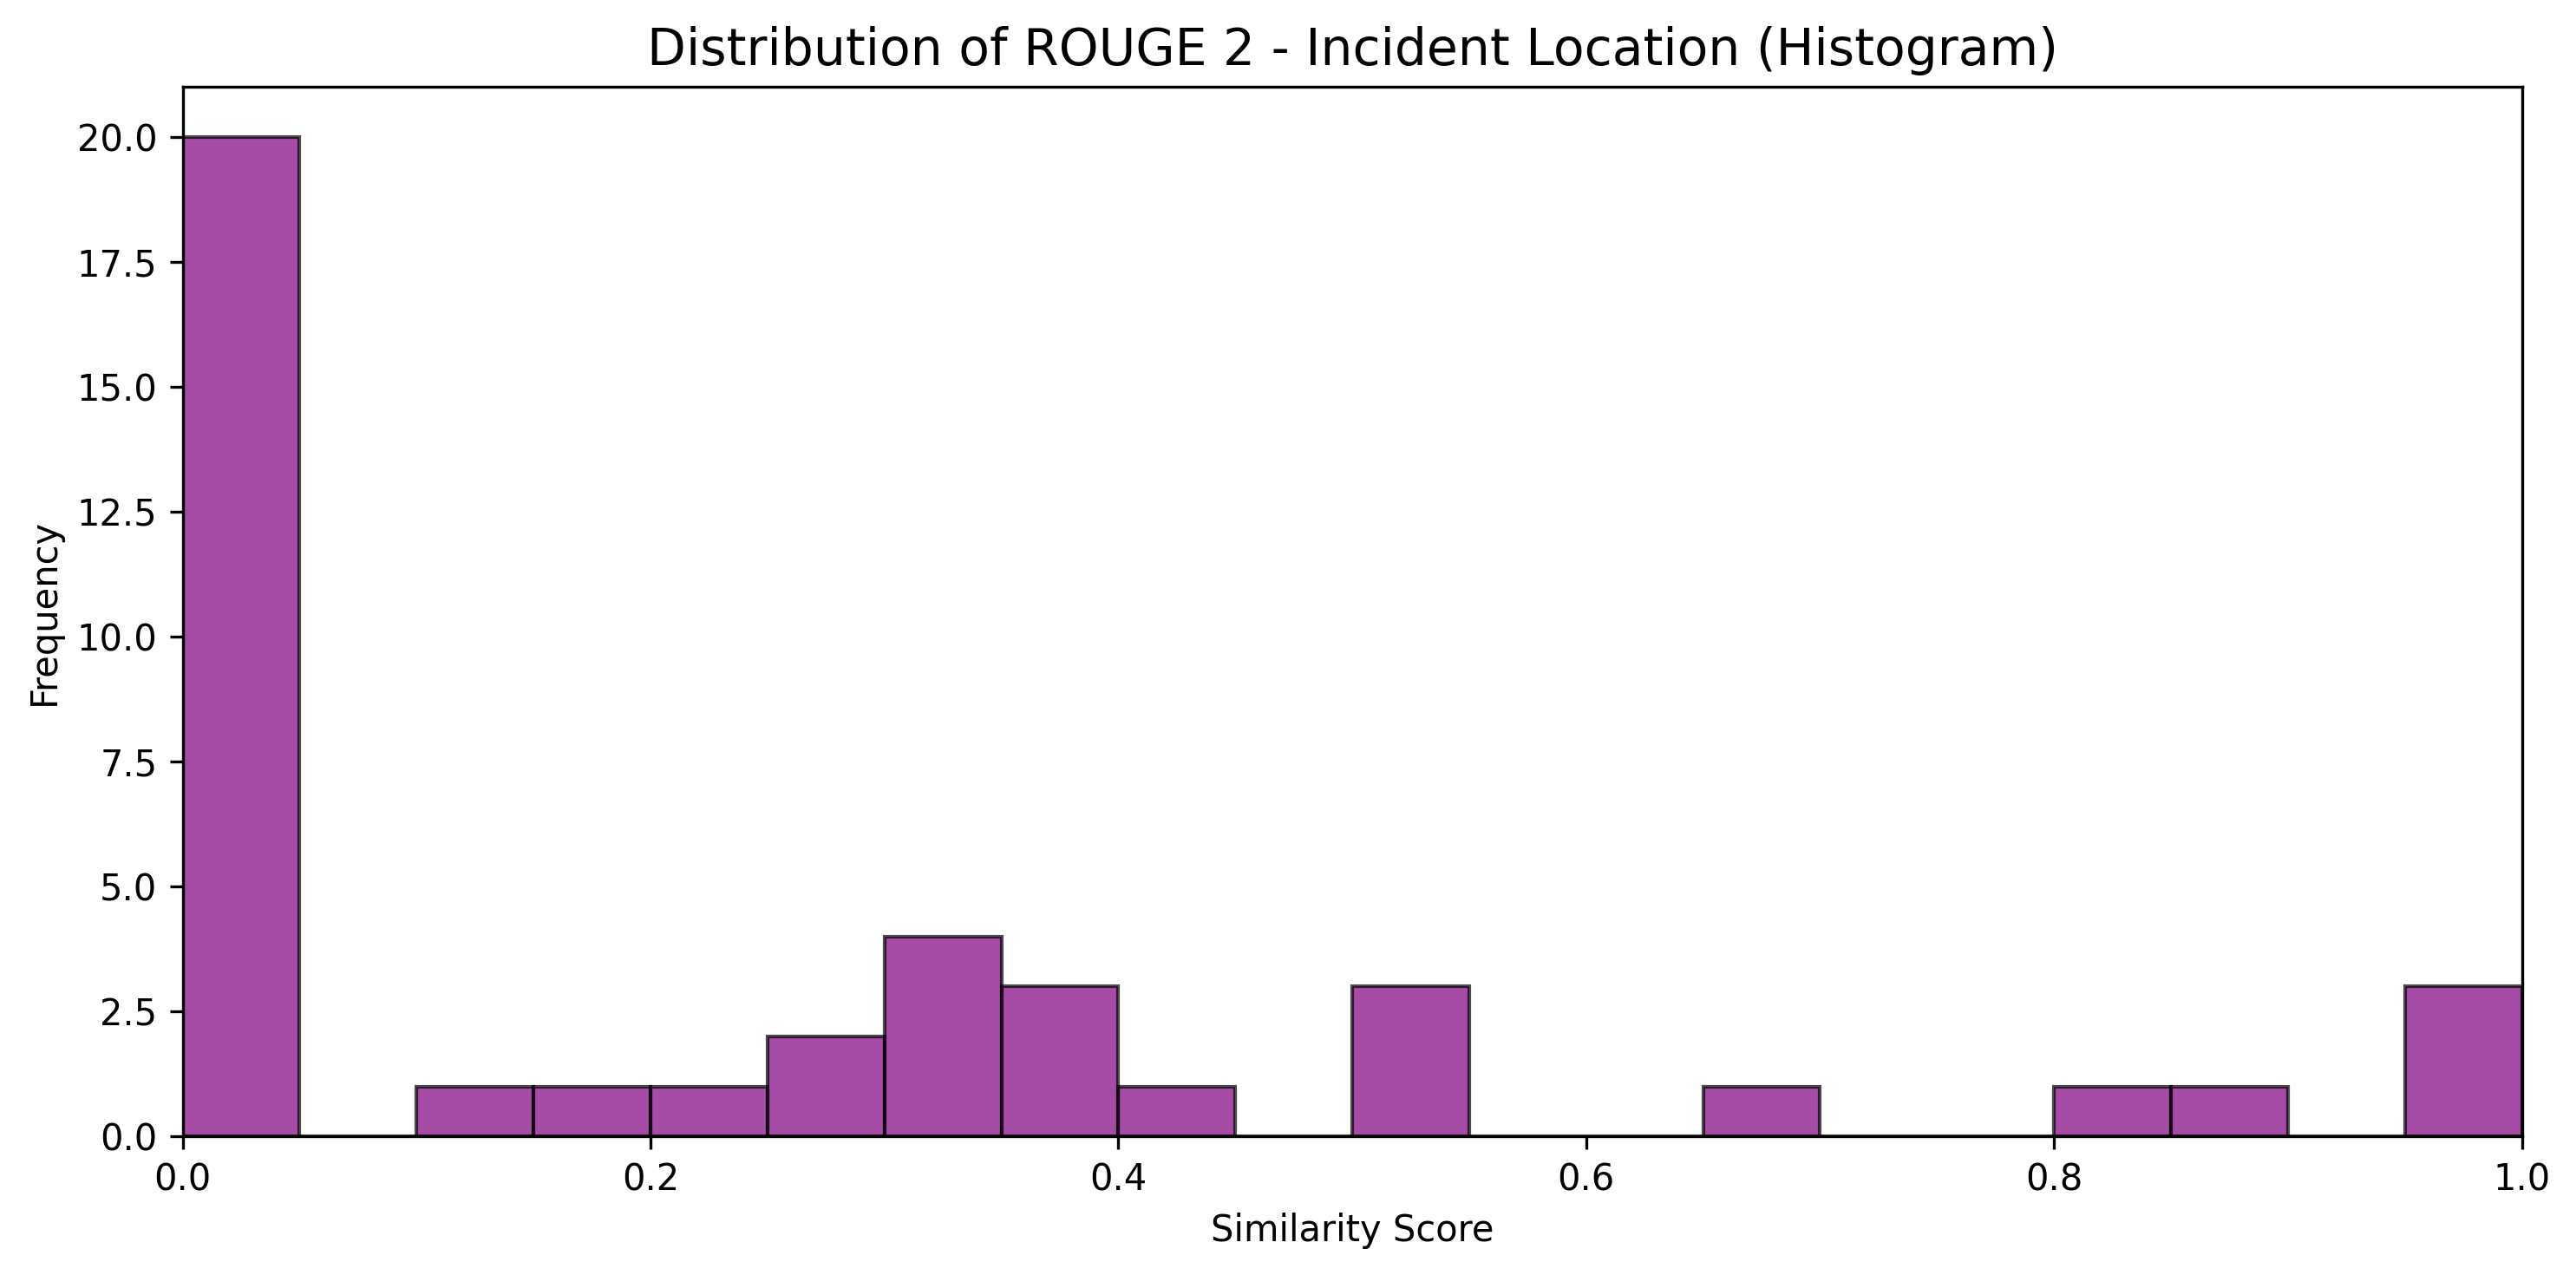 Distribution of ROUGE 2 - Incident Location (Histogram)
20.0
17.5
15.0
12.5
10.0
7.5
5.0
2.5
0.0
Frequency
0.0 0.2 0.4 0.6 0.8 1.0
Similarity Score